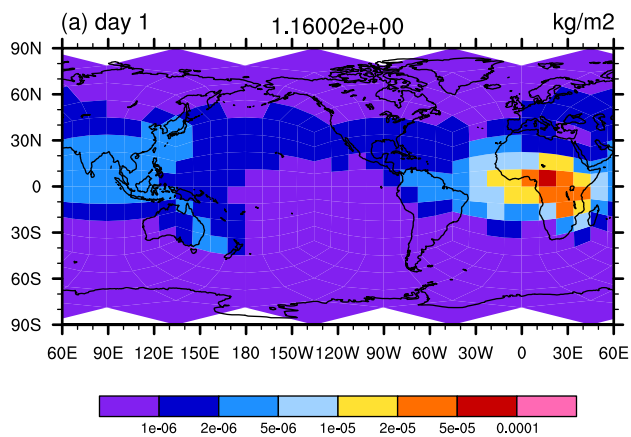 (a) day 1 1.16002e+00 kg/m2
90N
60N
30N
0
30S
60S
90S
60E 90E 120E 150E 180 150W 120W 90W 60W 30W 0 30E 60E
1e-06 2e-06 5e-06 1e-05 2e-05 5e-05 0.0001